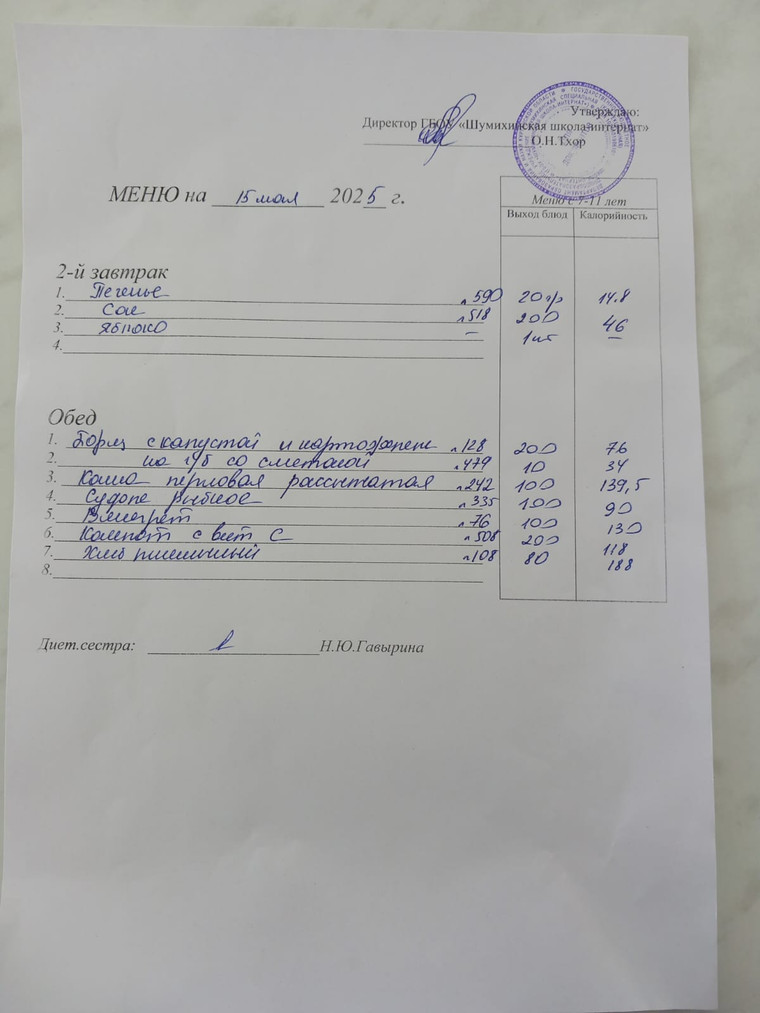 Утверждаю:
Директор ГБОУ «Шумихинская школа-интернат»
О.Н.Тхор
МЕНЮ на 15 мая 2025 г.
Меню с 7-11 лет
Выход блюд Калорийность
2-й завтрак
1. Печенье л 590 20 гр 14.8
2. Сок л 518 200 46
3. Яблоко – 1 шт –
4.
Обед
1. Борщ с капустой и картофелем л 128 200 76
2. на м/б со сметаной л 479 10 34
3. Каша перловая рассыпчатая л 242 100 139,5
4. Суфле рыбное л 335 100 90
5. Винегрет л 76 100 130
6. Компот с вит С л 508 200 118
7. Хлеб пшеничный л 108 80 188
8.
Диет.сестра: Н.Ю.Гавырина